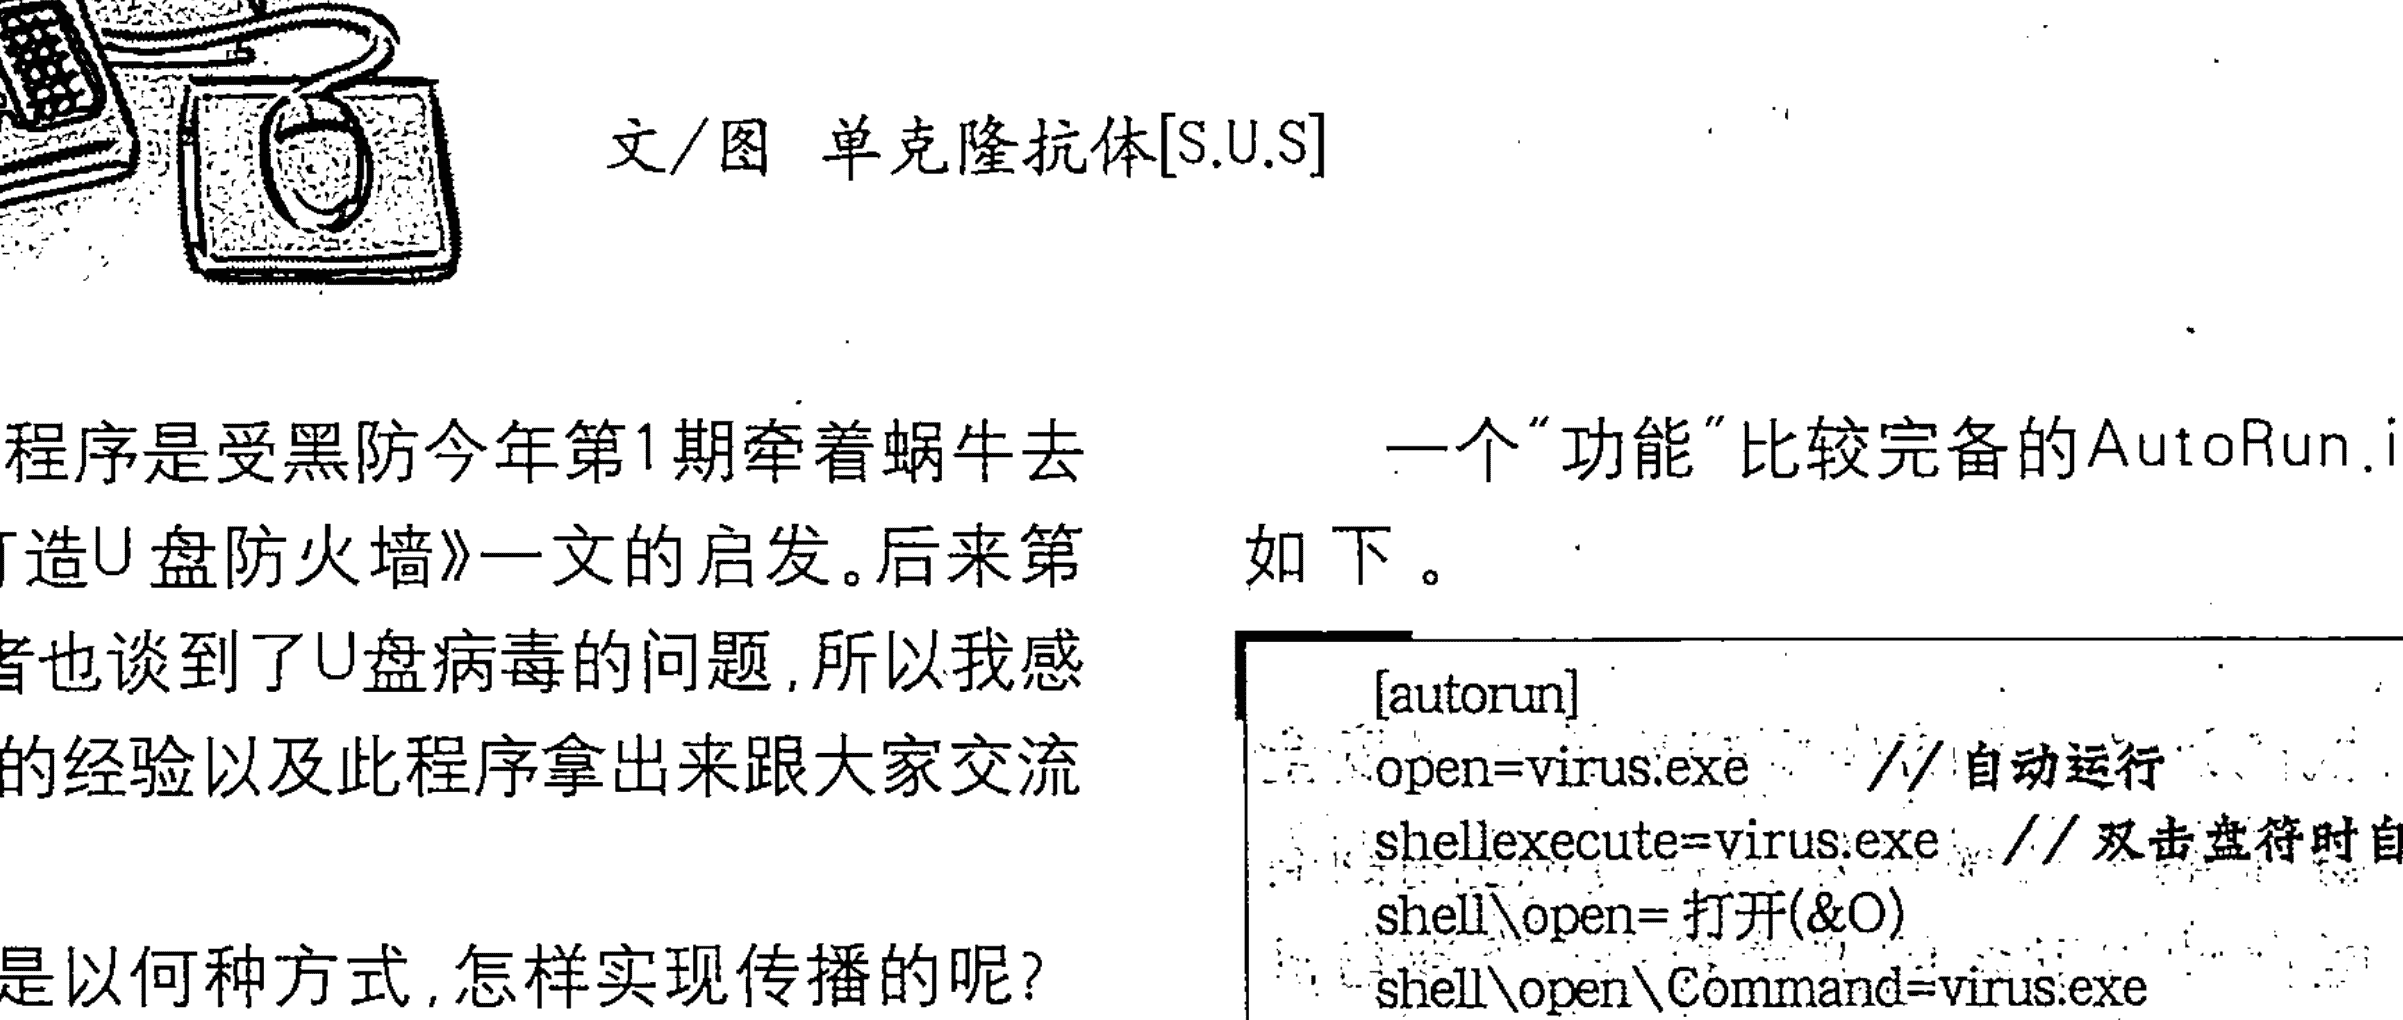 文/图 单克隆抗体[S.U.S]
程序是受黑防今年第1期牵着蜗牛去
造U盘防火墙》一文的启发。后来第
者也谈到了U盘病毒的问题,所以我感
的经验以及此程序拿出来跟大家交流
是以何种方式,怎样实现传播的呢?
一个"功能"比较完备的AutoRun.i
如下。
[autorun]
open=virus.exe //自动运行
shellexecute=virus.exe //双击盘符时自
shell\open=打开(&O)
shell\open\Command=virus.exe